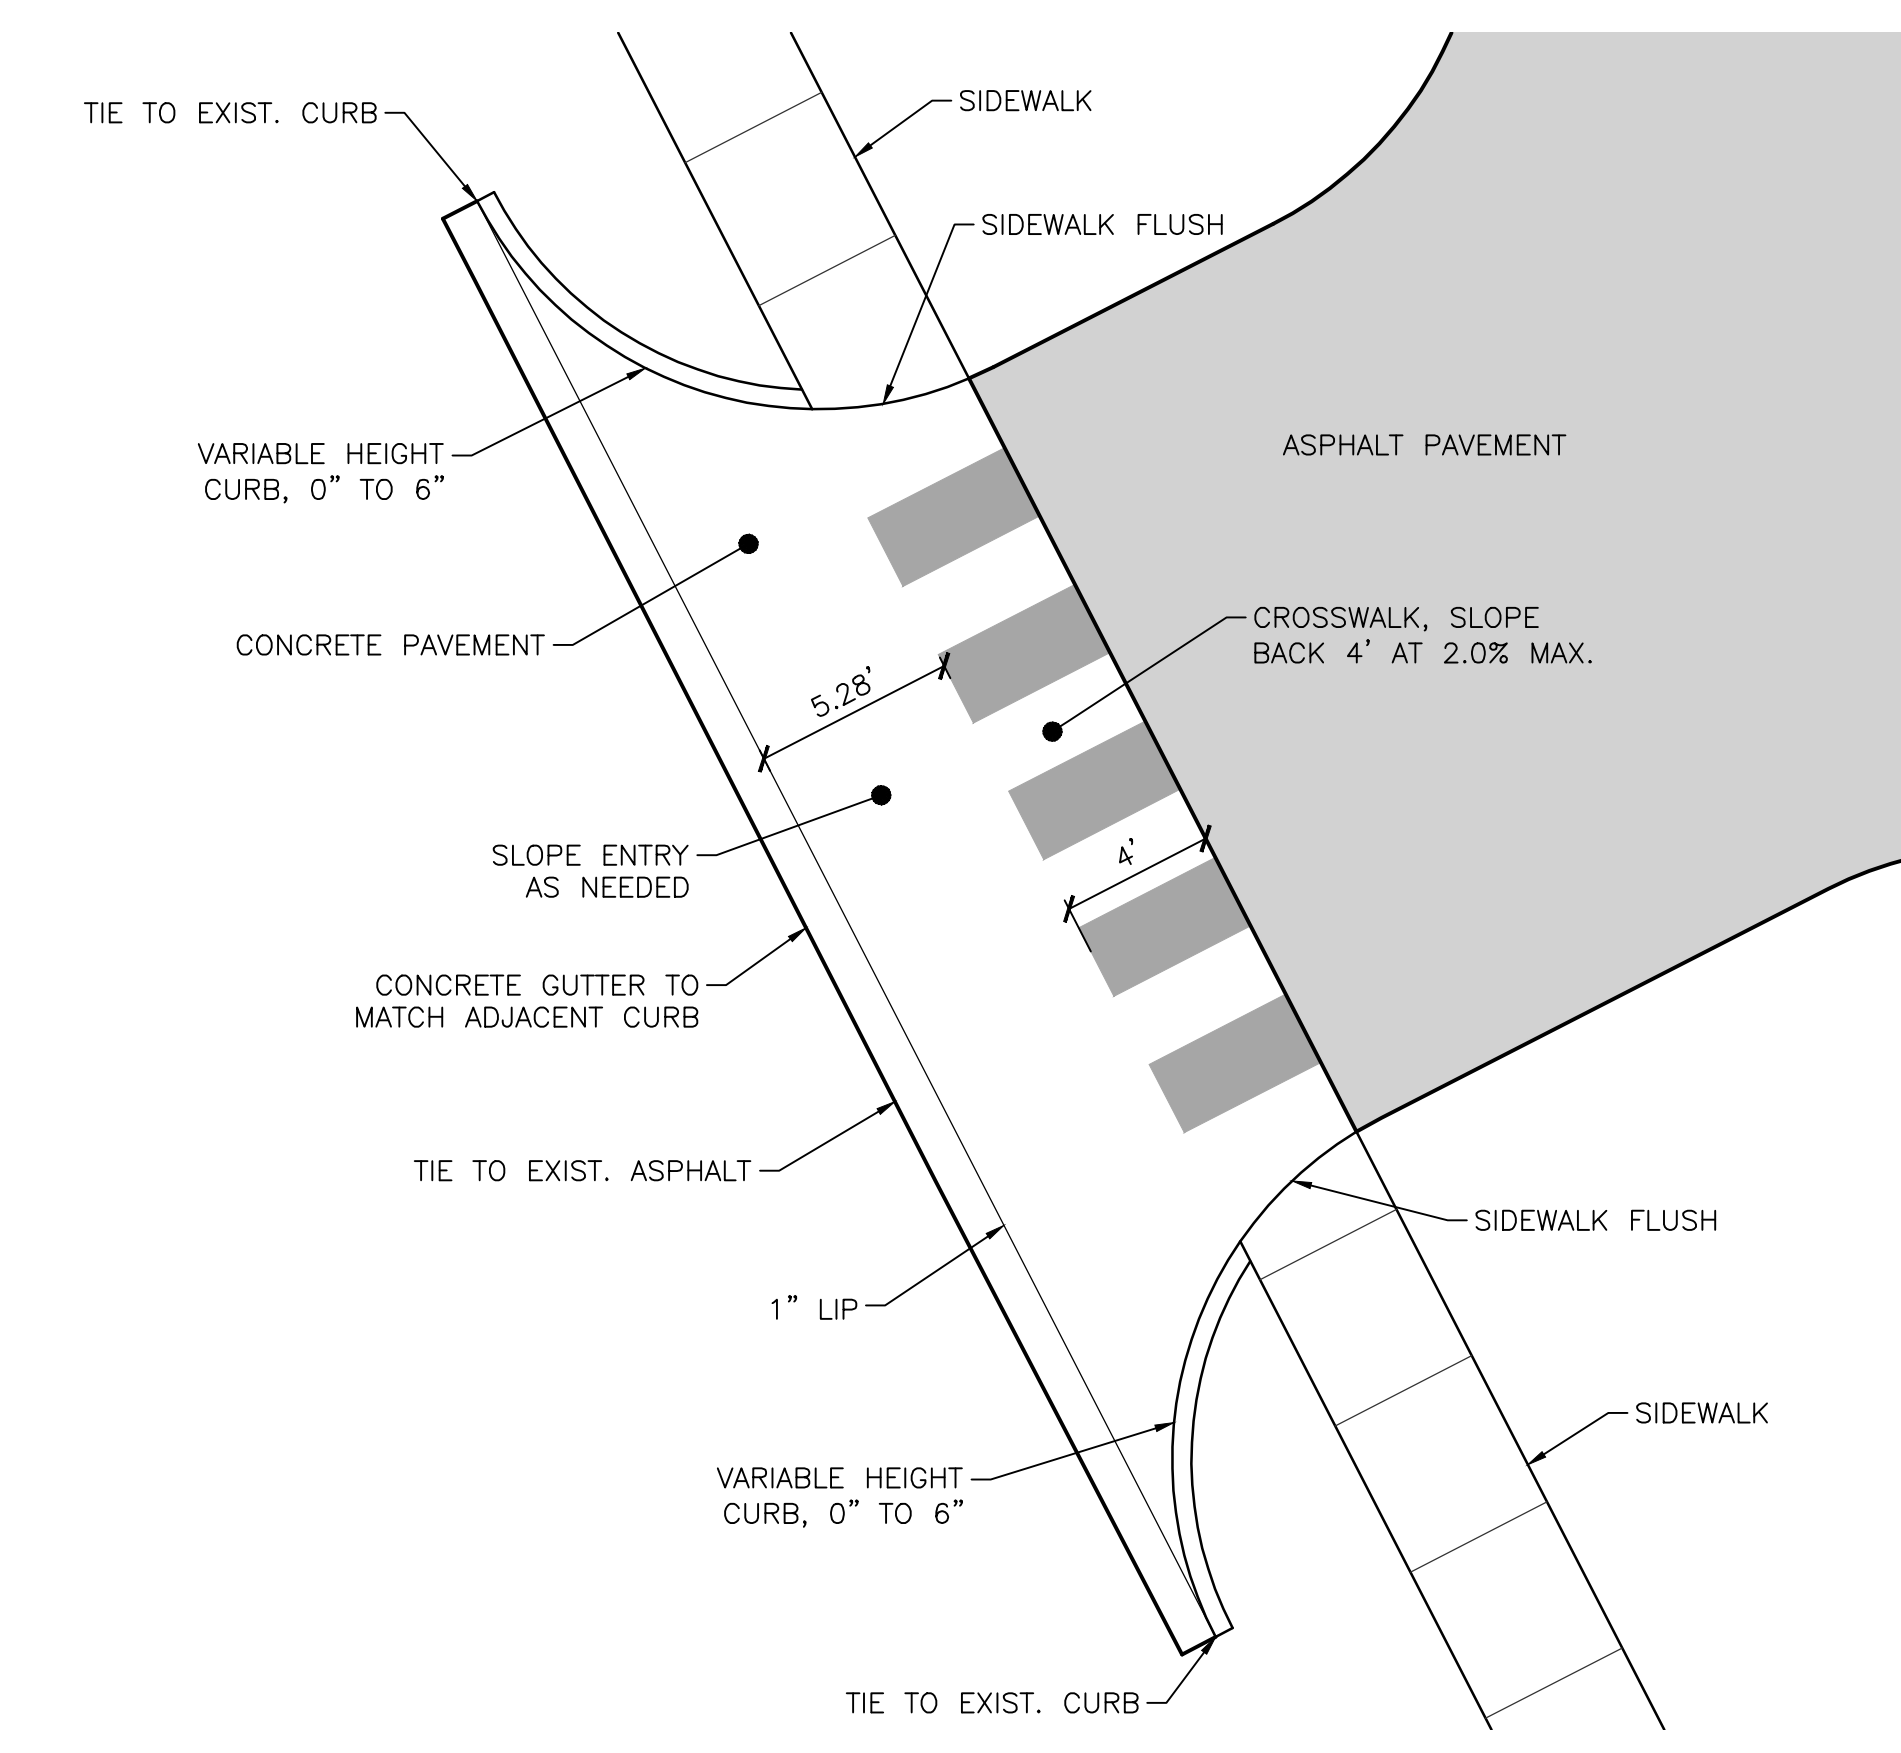 TIE TO EXIST. CURB
SIDEWALK
SIDEWALK FLUSH
VARIABLE HEIGHT
CURB, 0” TO 6”
ASPHALT PAVEMENT
CONCRETE PAVEMENT
CROSSWALK, SLOPE
BACK 4’ AT 2.0% MAX.
5.28’
4’
SLOPE ENTRY
AS NEEDED
CONCRETE GUTTER TO
MATCH ADJACENT CURB
TIE TO EXIST. ASPHALT
SIDEWALK FLUSH
1” LIP
SIDEWALK
VARIABLE HEIGHT
CURB, 0” TO 6”
TIE TO EXIST. CURB